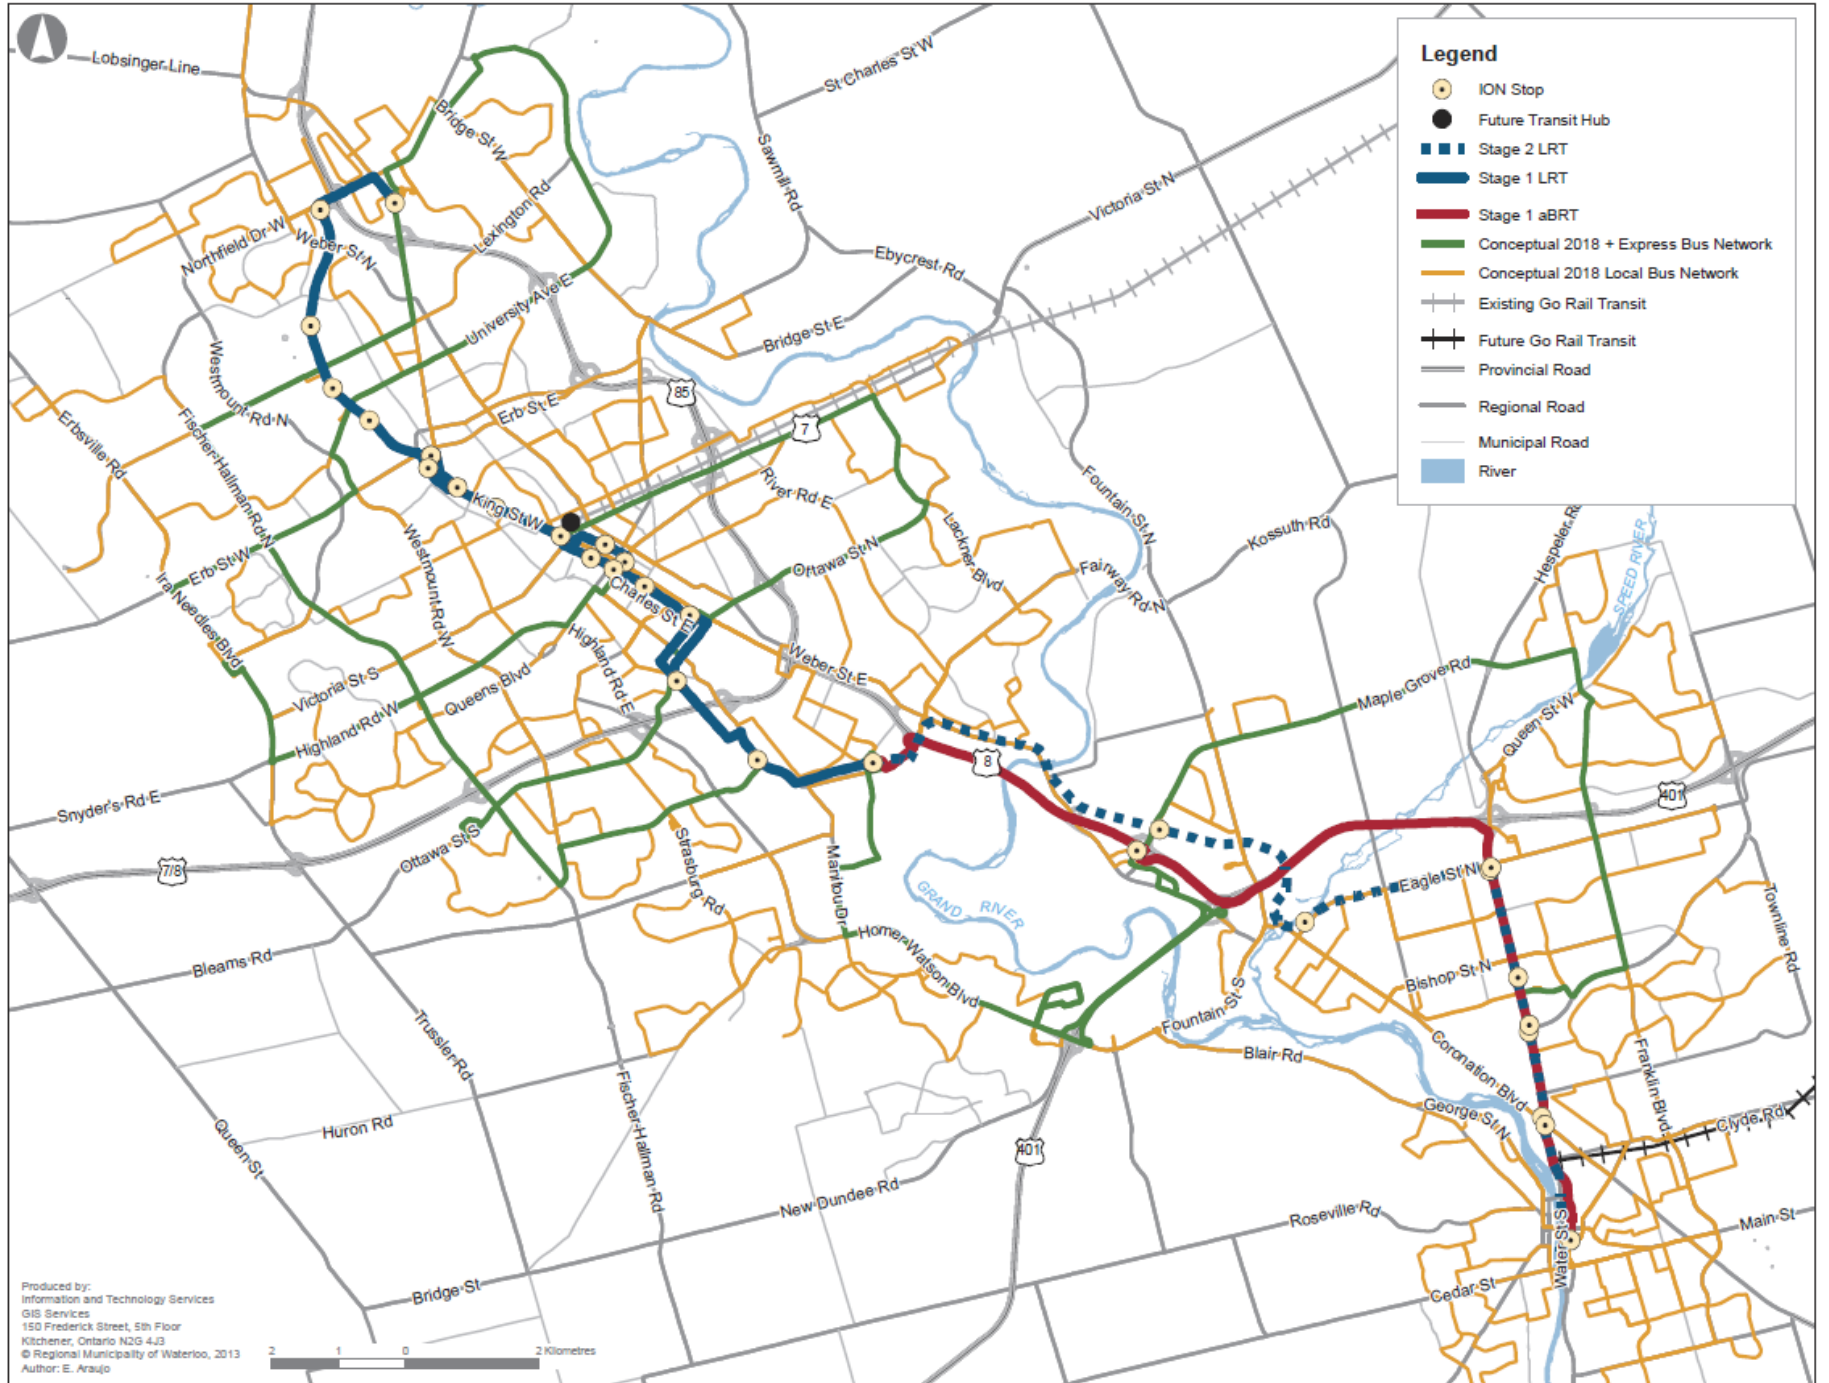 Legend
ION Stop
Future Transit Hub
Stage 2 LRT
Stage 1 LRT
Stage 1 aBRT
Conceptual 2018 + Express Bus Network
Conceptual 2018 Local Bus Network
Existing Go Rail Transit
Future Go Rail Transit
Provincial Road
Regional Road
Municipal Road
River
Lobsinger Line
St Charles St W
Bridge St W
Sawmill Rd
Victoria St N
Lexington Rd
Northfield Dr W
Weber St N
Ebycrest Rd
University Ave E
Bridge St E
Westmount Rd N
85
Erb St E
7
Erbsville Rd
Fischer-Hallman Rd N
River Rd E
Fountain St N
King St W
Lackner Blvd
Kossuth Rd
Hespeler Rd
SPEED RIVER
Westmount Rd W
Erb St W
Ottawa St N
Fairway Rd N
Ira Needles Blvd
Charles St E
Highland Rd E
Weber St E
Maple Grove Rd
Victoria St S
Queens Blvd
Highland Rd W
Queen St W
8
401
Snyder's Rd E
Ottawa St S
7/8
Strasburg Rd
Manitou Dr
GRAND RIVER
Eagle St N
Townline Rd
Homer Watson Blvd
Bleams Rd
Bishop St N
Fountain St S
Trussler Rd
Blair Rd
Coronation Blvd
Franklin Blvd
George St N
Clyde Rd
Huron Rd
Queen St
Fischer-Hallman Rd
401
New Dundee Rd
Roseville Rd
Main St
Water St S
Bridge St
Cedar St
Produced by:
Information and Technology Services
GIS Services
150 Frederick Street, 5th Floor
Kitchener, Ontario N2G 4J3
© Regional Municipality of Waterloo, 2013
Author: E. Araujo
2 1 0 2 Kilometres